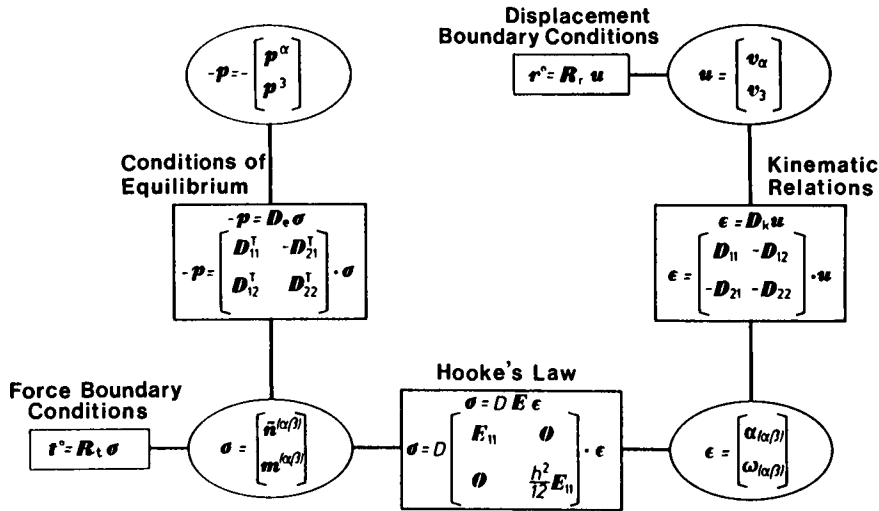 Displacement
Boundary Conditions
-p=-[p^α
p^3]
r°=R_r u
u=[v_α
v_3]
Conditions of
Equilibrium
Kinematic
Relations
-p=D_e σ
-p=[D_11^T -D_21^T
D_12^T D_22^T]·σ
ε=D_k u
ε=[D_11 -D_12
-D_21 -D_22]·u
Force Boundary
Conditions
Hooke's Law
t°=R_t σ
σ=[ñ^(αβ)
m^(αβ)]
σ=D E ε
σ=D[E_11 0
0 h²/12 E_11]·ε
ε=[α_(αβ)
ω_(αβ)]